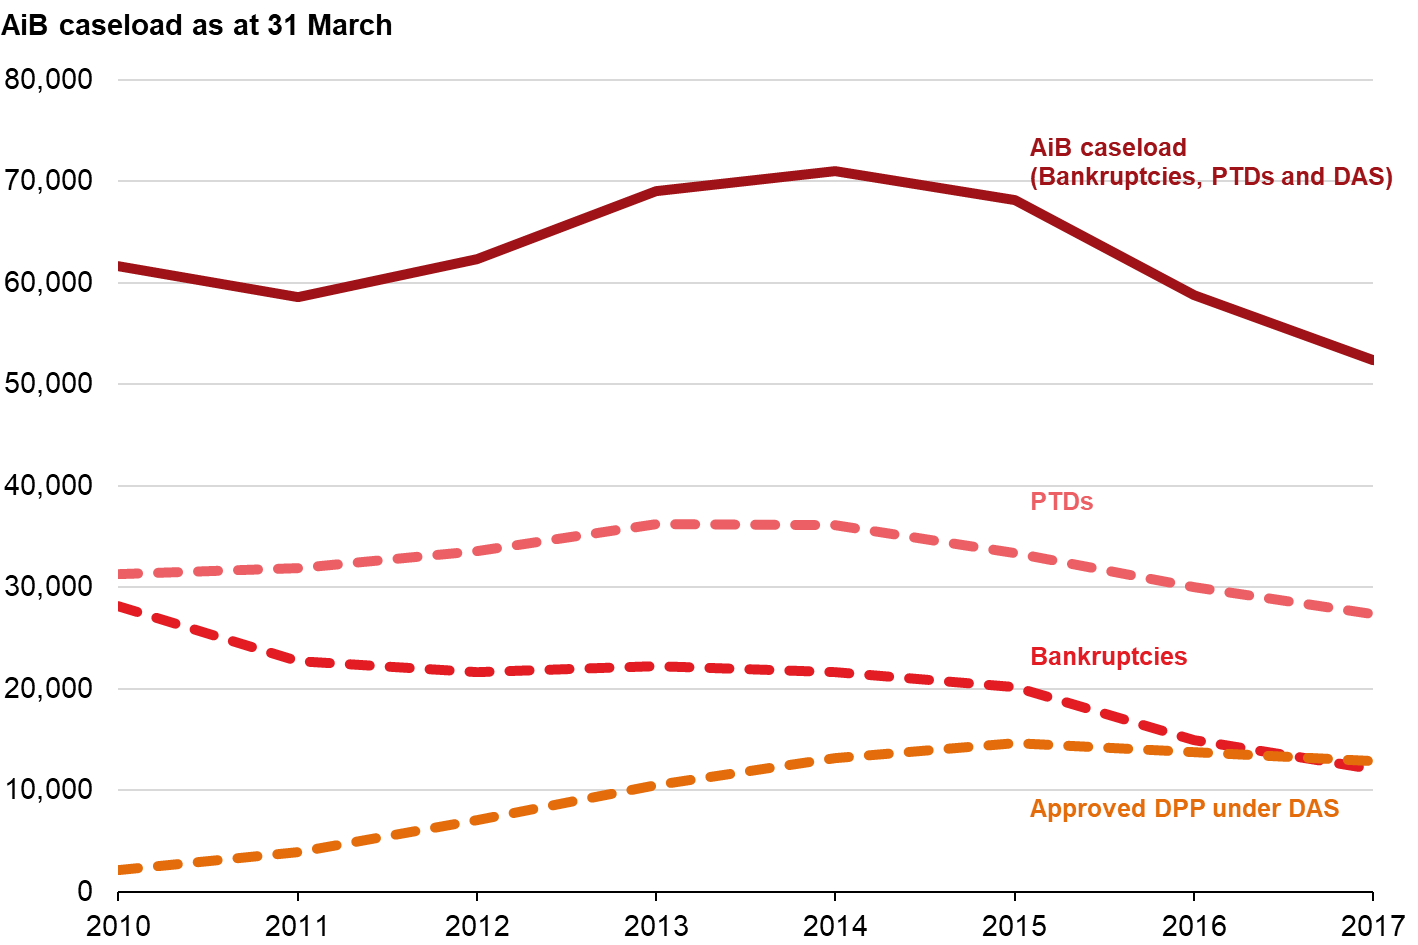 AiB caseload as at 31 March
80,000
AiB caseload
(Bankruptcies, PTDs and DAS)
70,000
60,000
50,000
40,000
PTDs
30,000
Bankruptcies
20,000
10,000
Approved DPP under DAS
0
2010 2011 2012 2013 2014 2015 2016 2017